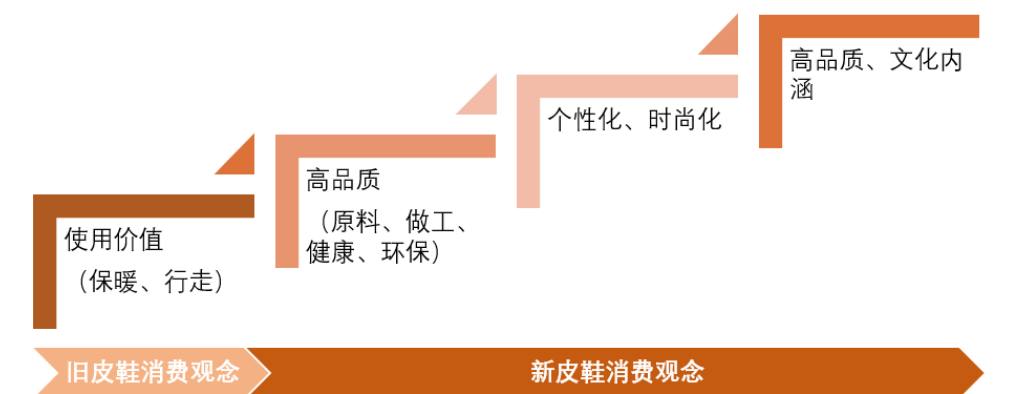 使用价值
（保暖、行走）
高品质
（原料、做工、
健康、环保）
个性化、时尚化
高品质、文化内
涵
旧皮鞋消费观念
新皮鞋消费观念